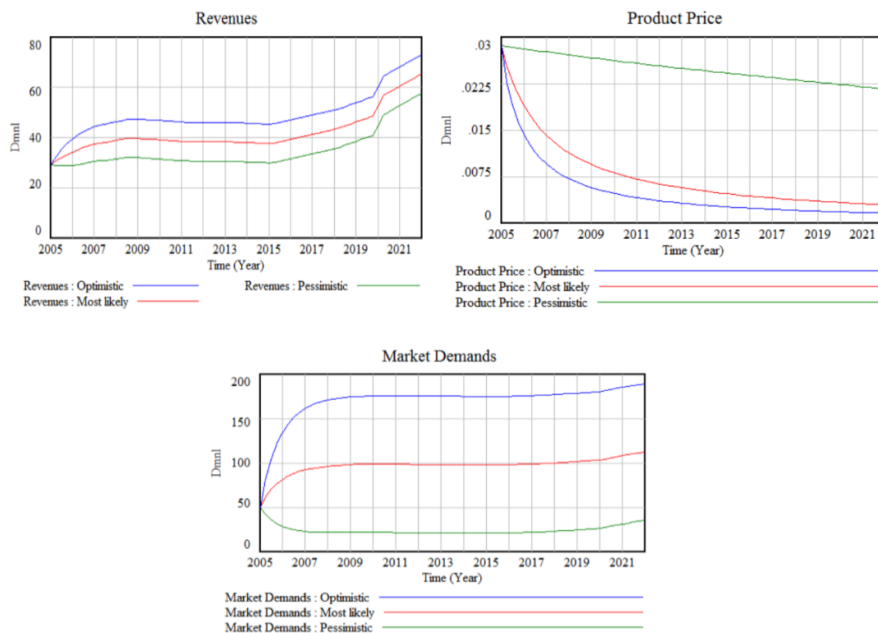 Revenues
80
60
40
20
0
Dmnl
2005 2007 2009 2011 2013 2015 2017 2019 2021
Time (Year)
Revenues : Optimistic
Revenues : Pessimistic
Revenues : Most likely
Product Price
.03
.0225
.015
.0075
0
Dmnl
2005 2007 2009 2011 2013 2015 2017 2019 2021
Time (Year)
Product Price : Optimistic
Product Price : Most likely
Product Price : Pessimistic
Market Demands
200
150
100
50
0
Dmnl
2005 2007 2009 2011 2013 2015 2017 2019 2021
Time (Year)
Market Demands : Optimistic
Market Demands : Most likely
Market Demands : Pessimistic